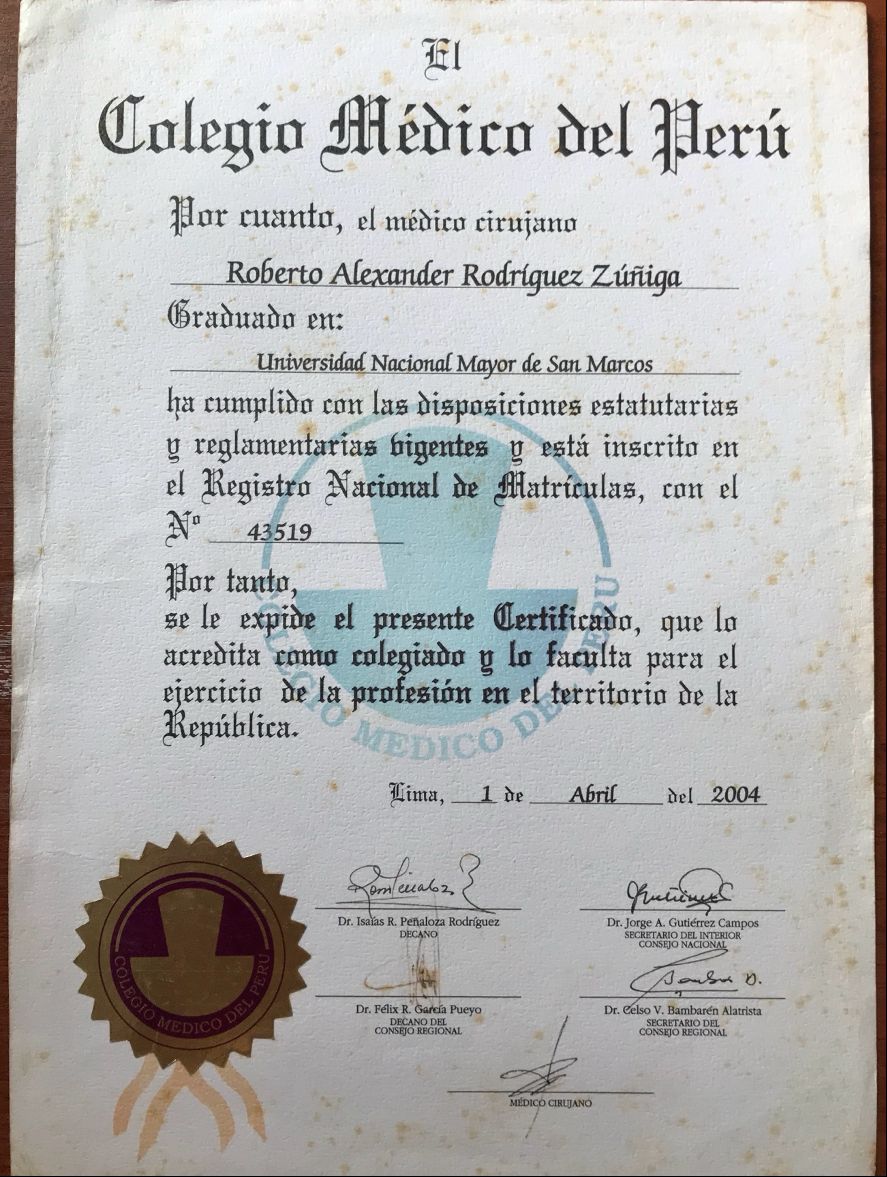 El
Colegio Médico del Perú
Por cuanto, el médico cirujano
Roberto Alexander Rodríguez Zúñiga
Graduado en:
Universidad Nacional Mayor de San Marcos
ha cumplido con las disposiciones estatutarias
y reglamentarias vigentes y está inscrito en
el Registro Nacional de Matrículas, con el
Nº 43519
Por tanto,
se le expide el presente Certificado, que lo
acredita como colegiado y lo faculta para el
ejercicio de la profesión en el territorio de la
República.
COLEGIO MEDICO DEL PERU
Lima, 1 de Abril del 2004
Dr. Isaías R. Peñaloza Rodríguez
DECANO
Dr. Jorge A. Gutiérrez Campos
SECRETARIO DEL INTERIOR
CONSEJO NACIONAL
Dr. Félix R. García Pueyo
DECANO DEL
CONSEJO REGIONAL
Dr. Celso V. Bambarén Alatrista
SECRETARIO DEL
CONSEJO REGIONAL
COLEGIO MEDICO DEL PERU
MÉDICO CIRUJANO